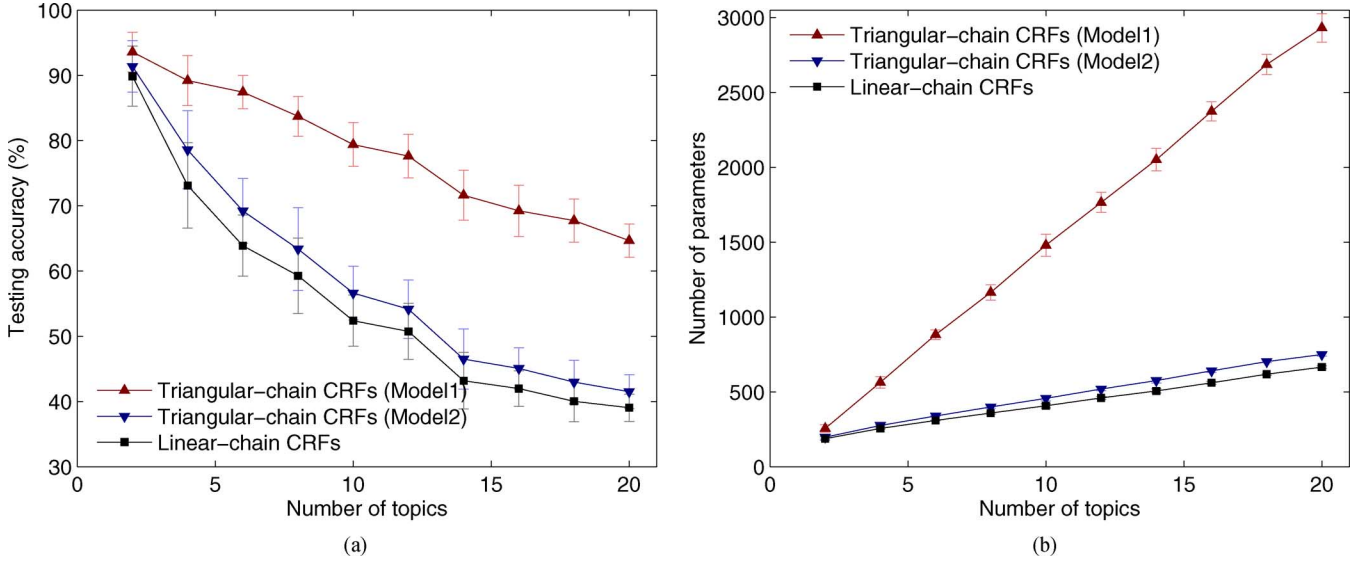 100
90
80
70
60
50
40
30
Testing accuracy (%)
Triangular−chain CRFs (Model1)
Triangular−chain CRFs (Model2)
Linear−chain CRFs
0
5
10
15
20
Number of topics
(a)
3000
2500
2000
1500
1000
500
0
Number of parameters
Triangular−chain CRFs (Model1)
Triangular−chain CRFs (Model2)
Linear−chain CRFs
0
5
10
15
20
Number of topics
(b)